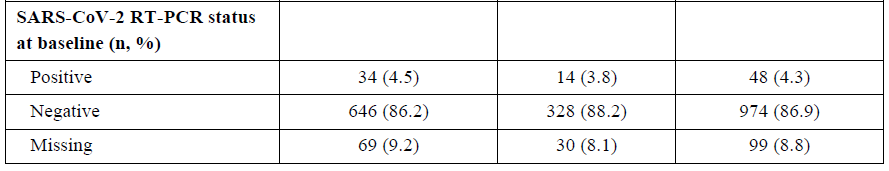 SARS-CoV-2 RT-PCR status
at baseline (n, %)
Positive 34 (4.5) 14 (3.8) 48 (4.3)
Negative 646 (86.2) 328 (88.2) 974 (86.9)
Missing 69 (9.2) 30 (8.1) 99 (8.8)